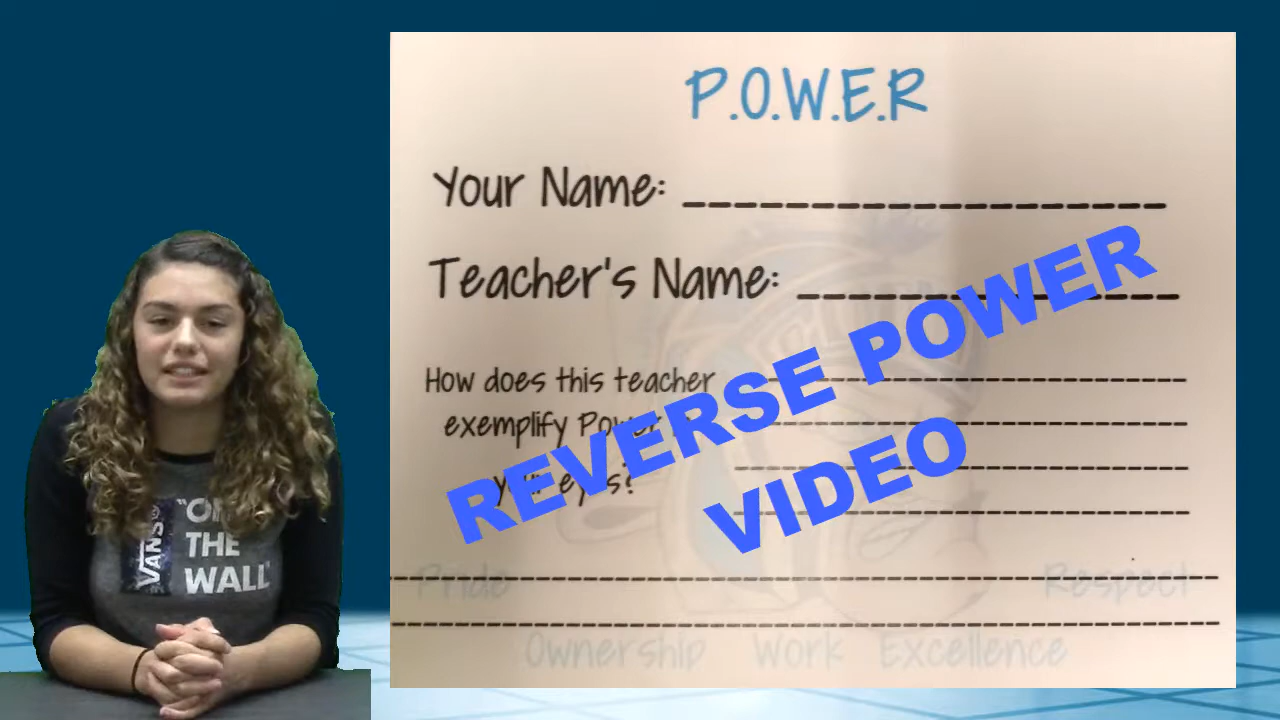 P.O.W.E.R
Your Name:
Teacher's Name:
How does this teacher
exemplify Power
eyes?
REVERSE POWER
VIDEO
Pride Respect
Ownership Work Excellence
VANS
"OFF
THE
WALL"